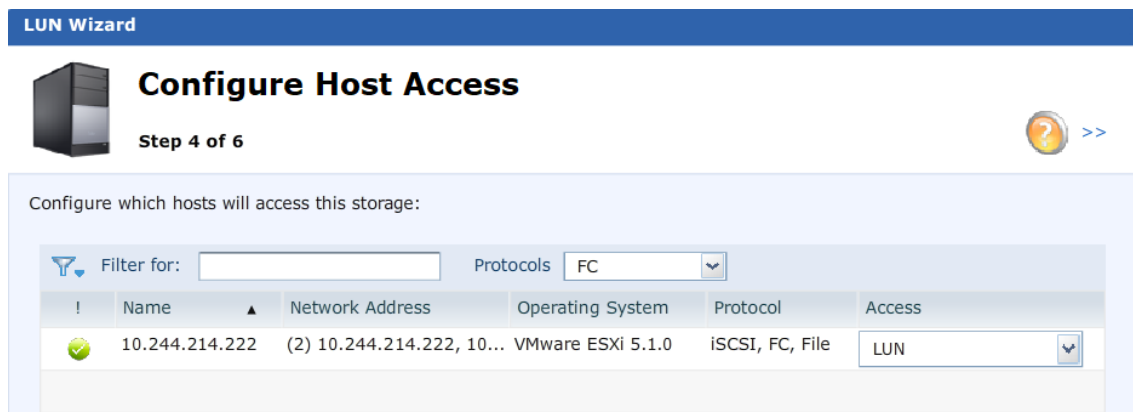 LUN Wizard
Configure Host Access
Step 4 of 6
? >>
Configure which hosts will access this storage:
Filter for: Protocols FC
! Name ▲ Network Address Operating System Protocol Access
10.244.214.222 (2) 10.244.214.222, 10... VMware ESXi 5.1.0 iSCSI, FC, File LUN